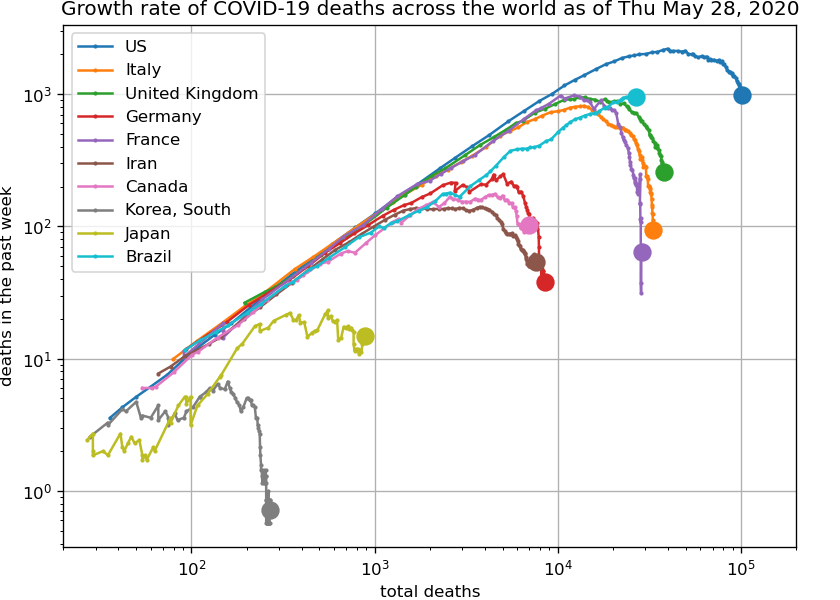 Growth rate of COVID-19 deaths across the world as of Thu May 28, 2020
US
Italy
United Kingdom
Germany
France
Iran
Canada
Korea, South
Japan
Brazil
deaths in the past week
10³
10²
10¹
10⁰
10² 10³ 10⁴ 10⁵
total deaths